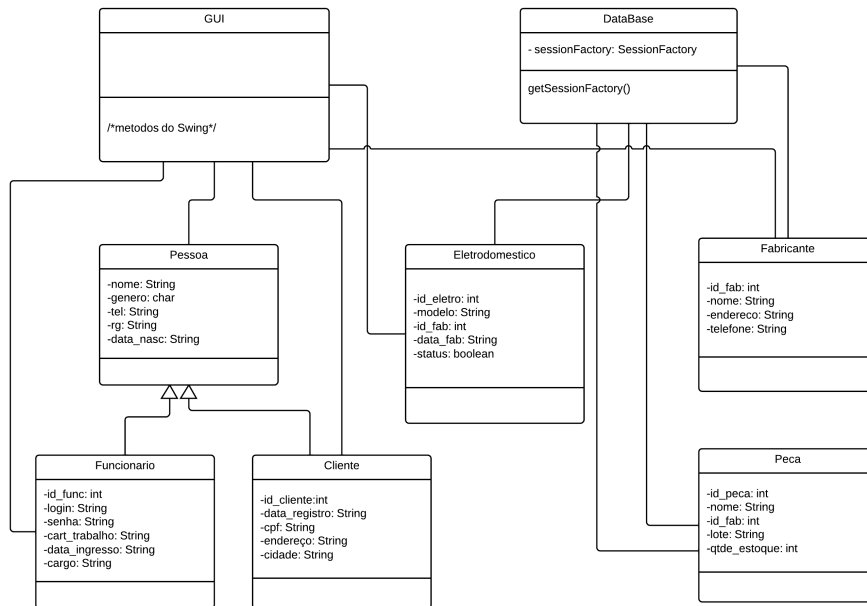 GUI
/*metodos do Swing*/
DataBase
- sessionFactory: SessionFactory
getSessionFactory()
Pessoa
-nome: String
-genero: char
-tel: String
-rg: String
-data_nasc: String
Eletrodomestico
-id_eletro: int
-modelo: String
-id_fab: int
-data_fab: String
-status: boolean
Fabricante
-id_fab: int
-nome: String
-endereco: String
-telefone: String
Funcionario
-id_func: int
-login: String
-senha: String
-cart_trabalho: String
-data_ingresso: String
-cargo: String
Cliente
-id_cliente:int
-data_registro: String
-cpf: String
-endereço: String
-cidade: String
Peca
-id_peca: int
-nome: String
-id_fab: int
-lote: String
-qtde_estoque: int